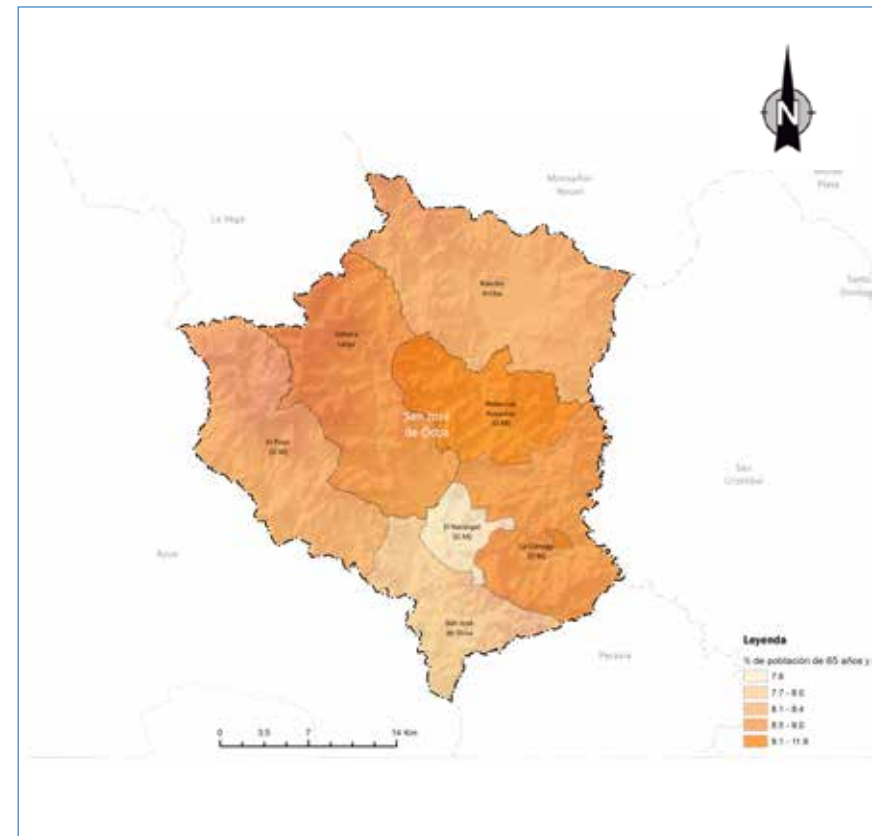 N
La Vega
Monseñor
Nouel
Plata
Santo
Rancho
Arriba
Sabana
Larga
San José
de Ocoa
(D.M)
El Pinar
(D.M)
San
Cristóbal
El Naranjal
(D.M)
La Ciénaga
(D.M)
Azua
San José
de Ocoa
Peravia
Leyenda
% de población de 65 años y
7.6
7.7 - 8.0
8.1 - 8.4
8.5 - 9.0
9.1 - 11.8
0 3.5 7 14 Km